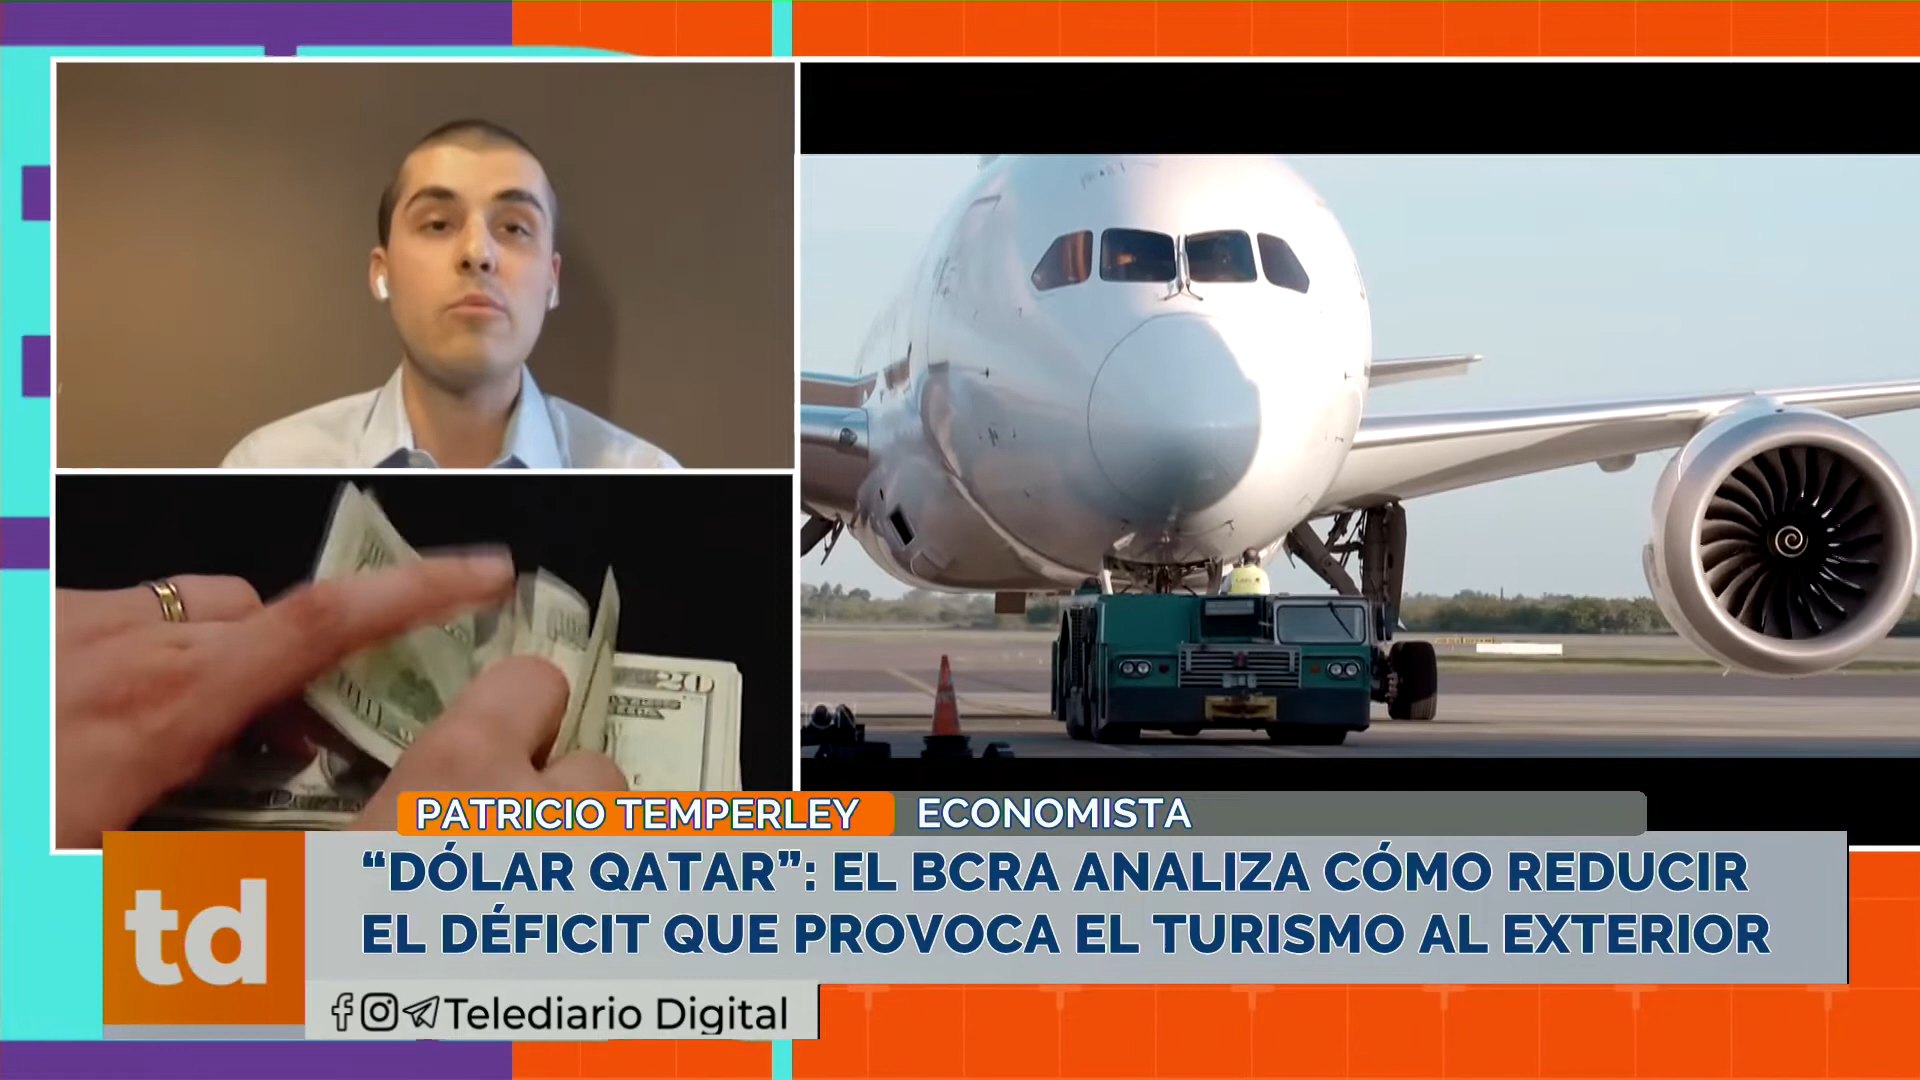 20
PATRICIO TEMPERLEY ECONOMISTA
“DÓLAR QATAR”: EL BCRA ANALIZA CÓMO REDUCIR
EL DÉFICIT QUE PROVOCA EL TURISMO AL EXTERIOR
td
Telediario Digital